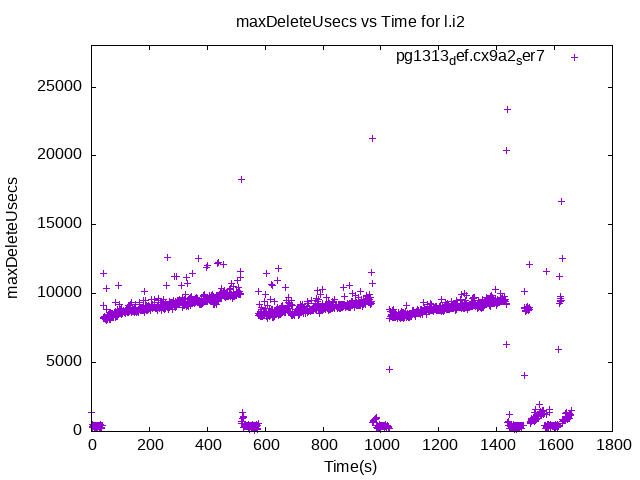 maxDeleteUsecs vs Time for l.i2
pg1313def.cx9a2ser7
25000
20000
15000
10000
5000
0
maxDeleteUsecs
0 200 400 600 800 1000 1200 1400 1600 1800
Time(s)